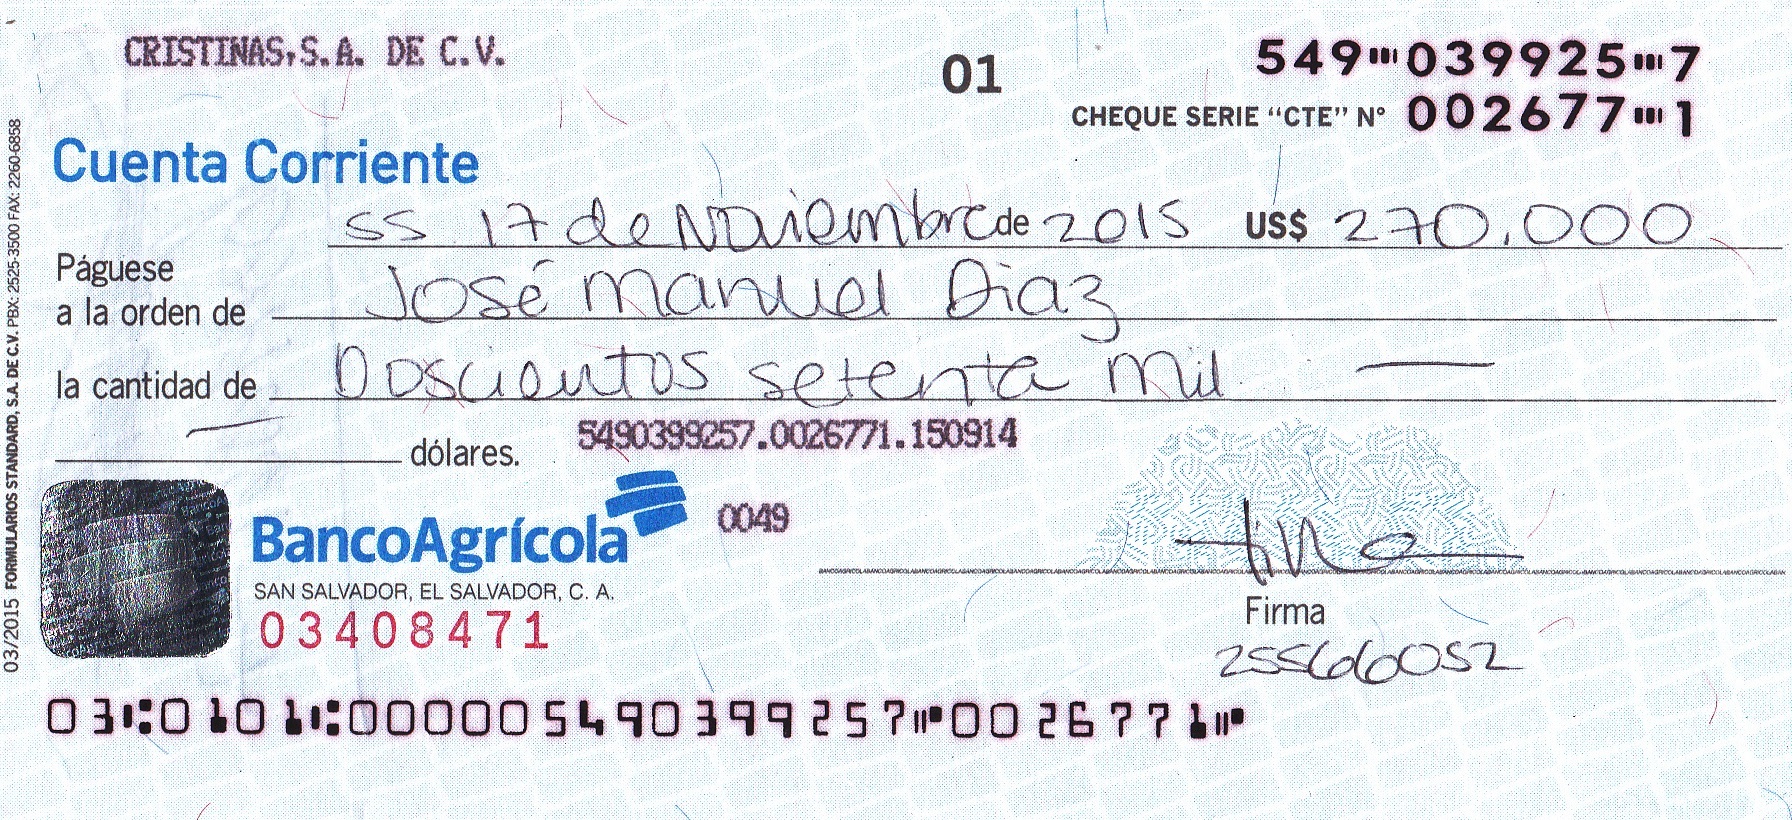 CRISTINAS,S.A. DE C.V.
01
549⑈039925⑈7
CHEQUE SERIE "CTE" N° 002677⑈1
Cuenta Corriente
SS 17 de Noviembre de 2015 US$ 270,000
Páguese
a la orden de José Manuel Diaz
la cantidad de Doscientos setenta mil —
— dólares.
5490399257.0026771.150914
BancoAgrícola
0049
SAN SALVADOR, EL SALVADOR, C. A.
03408471
Firma
255666052
03⑆0101⑆000005490399257⑈0026771⑈
03/2015 FORMULARIOS STANDARD, S.A. DE C.V. PBX: 2525-3500 FAX: 2260-6858